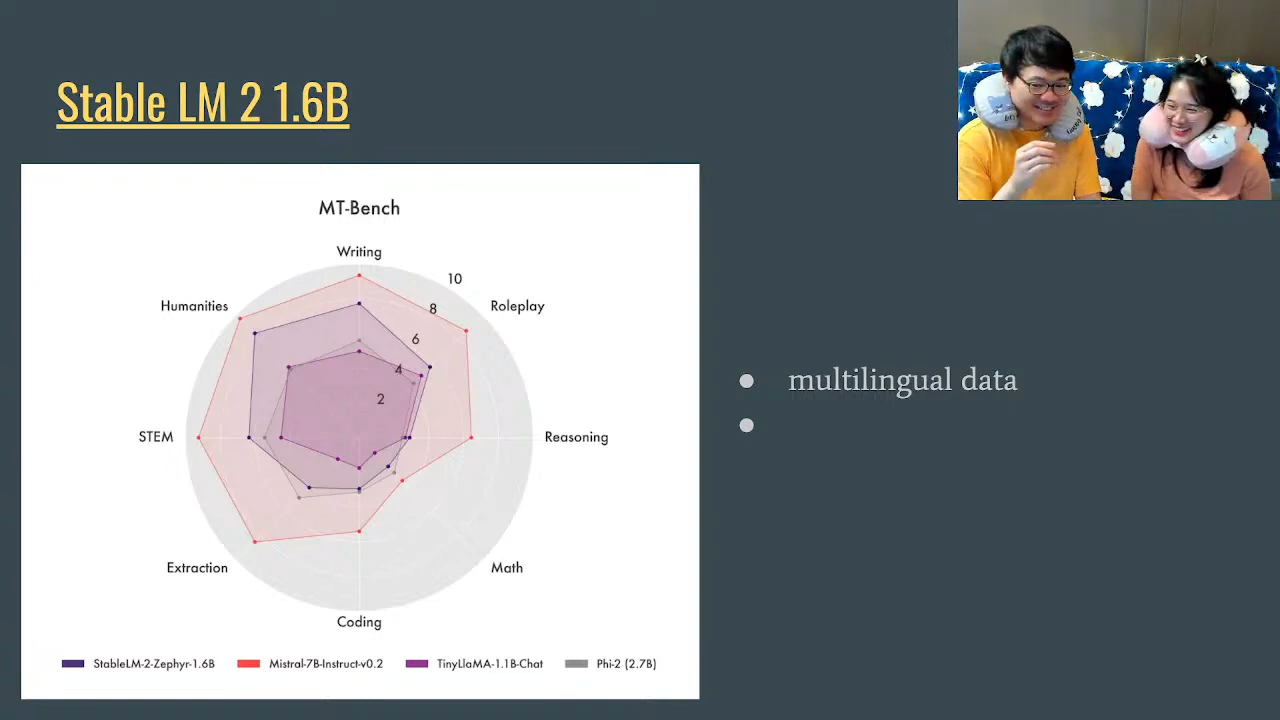 Stable LM 2 1.6B
MT-Bench
Writing
10
Humanities
Roleplay
8
6
4
2
STEM
Reasoning
Extraction
Math
Coding
StableLM-2-Zephyr-1.6B
Mistral-7B-Instruct-v0.2
TinyLlaMA-1.1B-Chat
Phi-2 (2.7B)
multilingual data